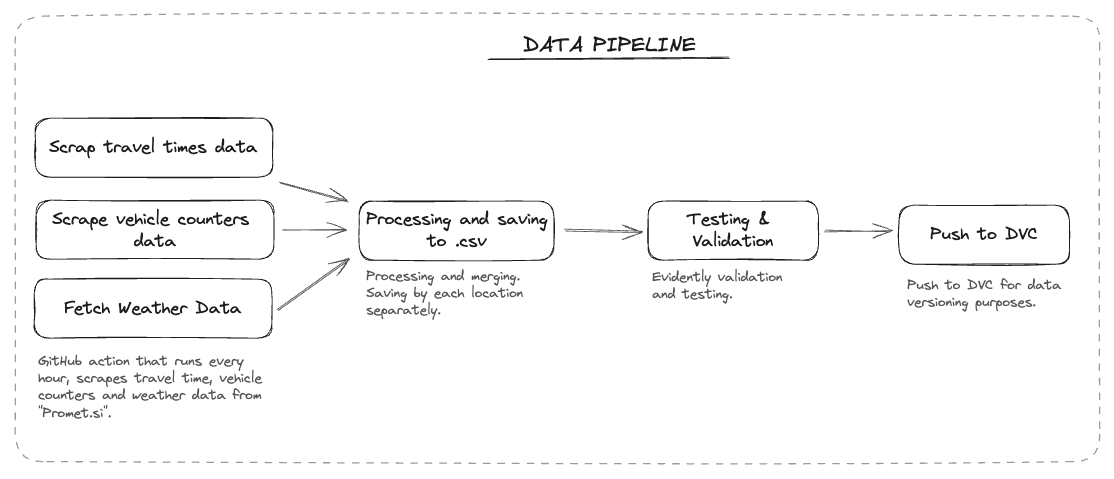 DATA PIPELINE
Scrap travel times data
Scrape vehicle counters
data
Fetch Weather Data
GitHub action that runs every
hour, scrapes travel time, vehicle
counters and weather data from
"Promet.si".
Processing and saving
to .csv
Processing and merging.
Saving by each location
separately.
Testing &
Validation
Evidently validation
and testing.
Push to DVC
Push to DVC for data
versioning purposes.